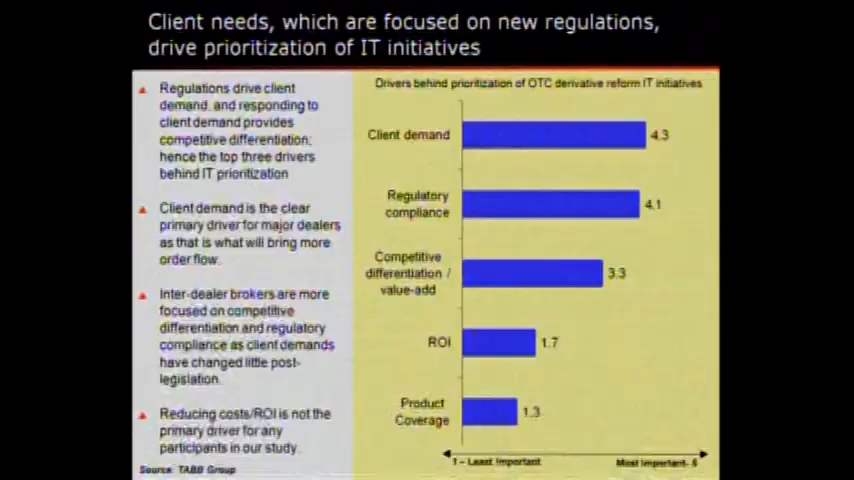 Client needs, which are focused on new regulations,
drive prioritization of IT initiatives
Regulations drive client
demand, and responding to
client demand provides
competitive differentiation;
hence the top three drivers
behind IT prioritization
Client demand is the clear
primary driver for major dealers
as that is what will bring more
order flow.
Inter-dealer brokers are more
focused on competitive
differentiation and regulatory
compliance as client demands
have changed little post-
legislation.
Reducing costs/ROI is not the
primary driver for any
participants in our study.
Source: TABB Group
Drivers behind prioritization of OTC derivative reform IT initiatives
Client demand 4.3
Regulatory
compliance 4.1
Competitive
differentiation /
value-add 3.3
ROI 1.7
Product
Coverage 1.3
1 - Least Important Most Important- 5